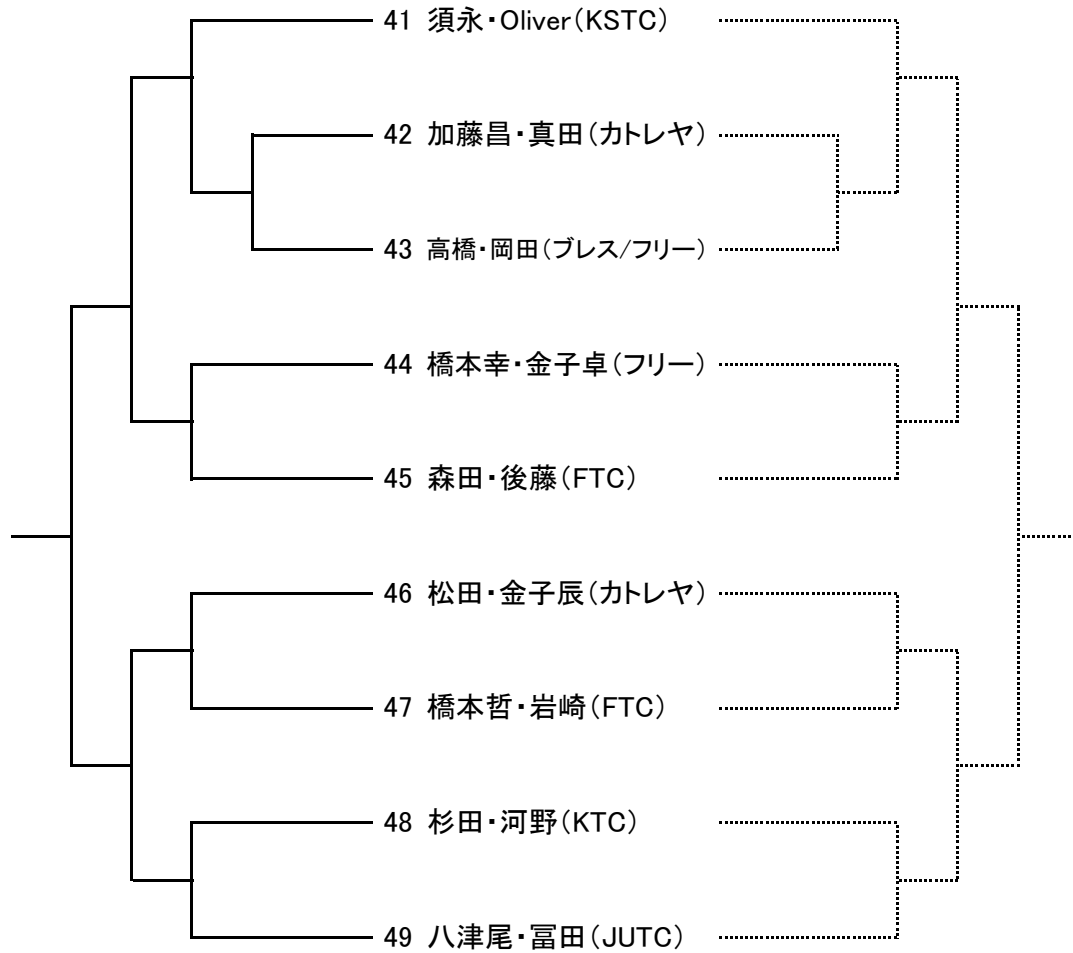 41 須永・Oliver(KSTC)
42 加藤昌・真田(カトレヤ)
43 高橋・岡田(ブレス/フリー)
44 橋本幸・金子卓(フリー)
45 森田・後藤(FTC)
46 松田・金子辰(カトレヤ)
47 橋本哲・岩崎(FTC)
48 杉田・河野(KTC)
49 八津尾・冨田(JUTC)